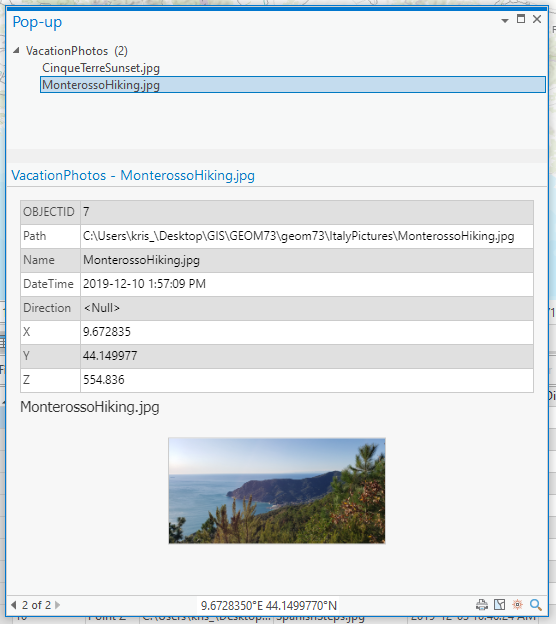 Pop-up
VacationPhotos (2)
CinqueTerreSunset.jpg
MonterossoHiking.jpg
VacationPhotos - MonterossoHiking.jpg
OBJECTID 7
Path C:\Users\kris_\Desktop\GIS\GEOM73\geom73\ItalyPictures\MonterossoHiking.jpg
Name MonterossoHiking.jpg
DateTime 2019-12-10 1:57:09 PM
Direction <Null>
X 9.672835
Y 44.149977
Z 554.836
MonterossoHiking.jpg
2 of 2
9.6728350°E 44.1499770°N